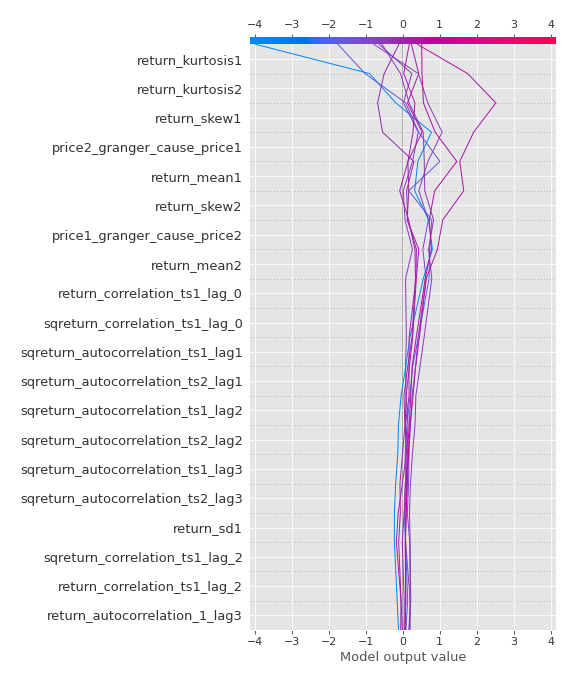 −4 −3 −2 −1 0 1 2 3 4
return_kurtosis1
return_kurtosis2
return_skew1
price2_granger_cause_price1
return_mean1
return_skew2
price1_granger_cause_price2
return_mean2
return_correlation_ts1_lag_0
sqreturn_correlation_ts1_lag_0
sqreturn_autocorrelation_ts1_lag1
sqreturn_autocorrelation_ts2_lag1
sqreturn_autocorrelation_ts1_lag2
sqreturn_autocorrelation_ts2_lag2
sqreturn_autocorrelation_ts1_lag3
sqreturn_autocorrelation_ts2_lag3
return_sd1
sqreturn_correlation_ts1_lag_2
return_correlation_ts1_lag_2
return_autocorrelation_1_lag3
−4 −3 −2 −1 0 1 2 3 4
Model output value